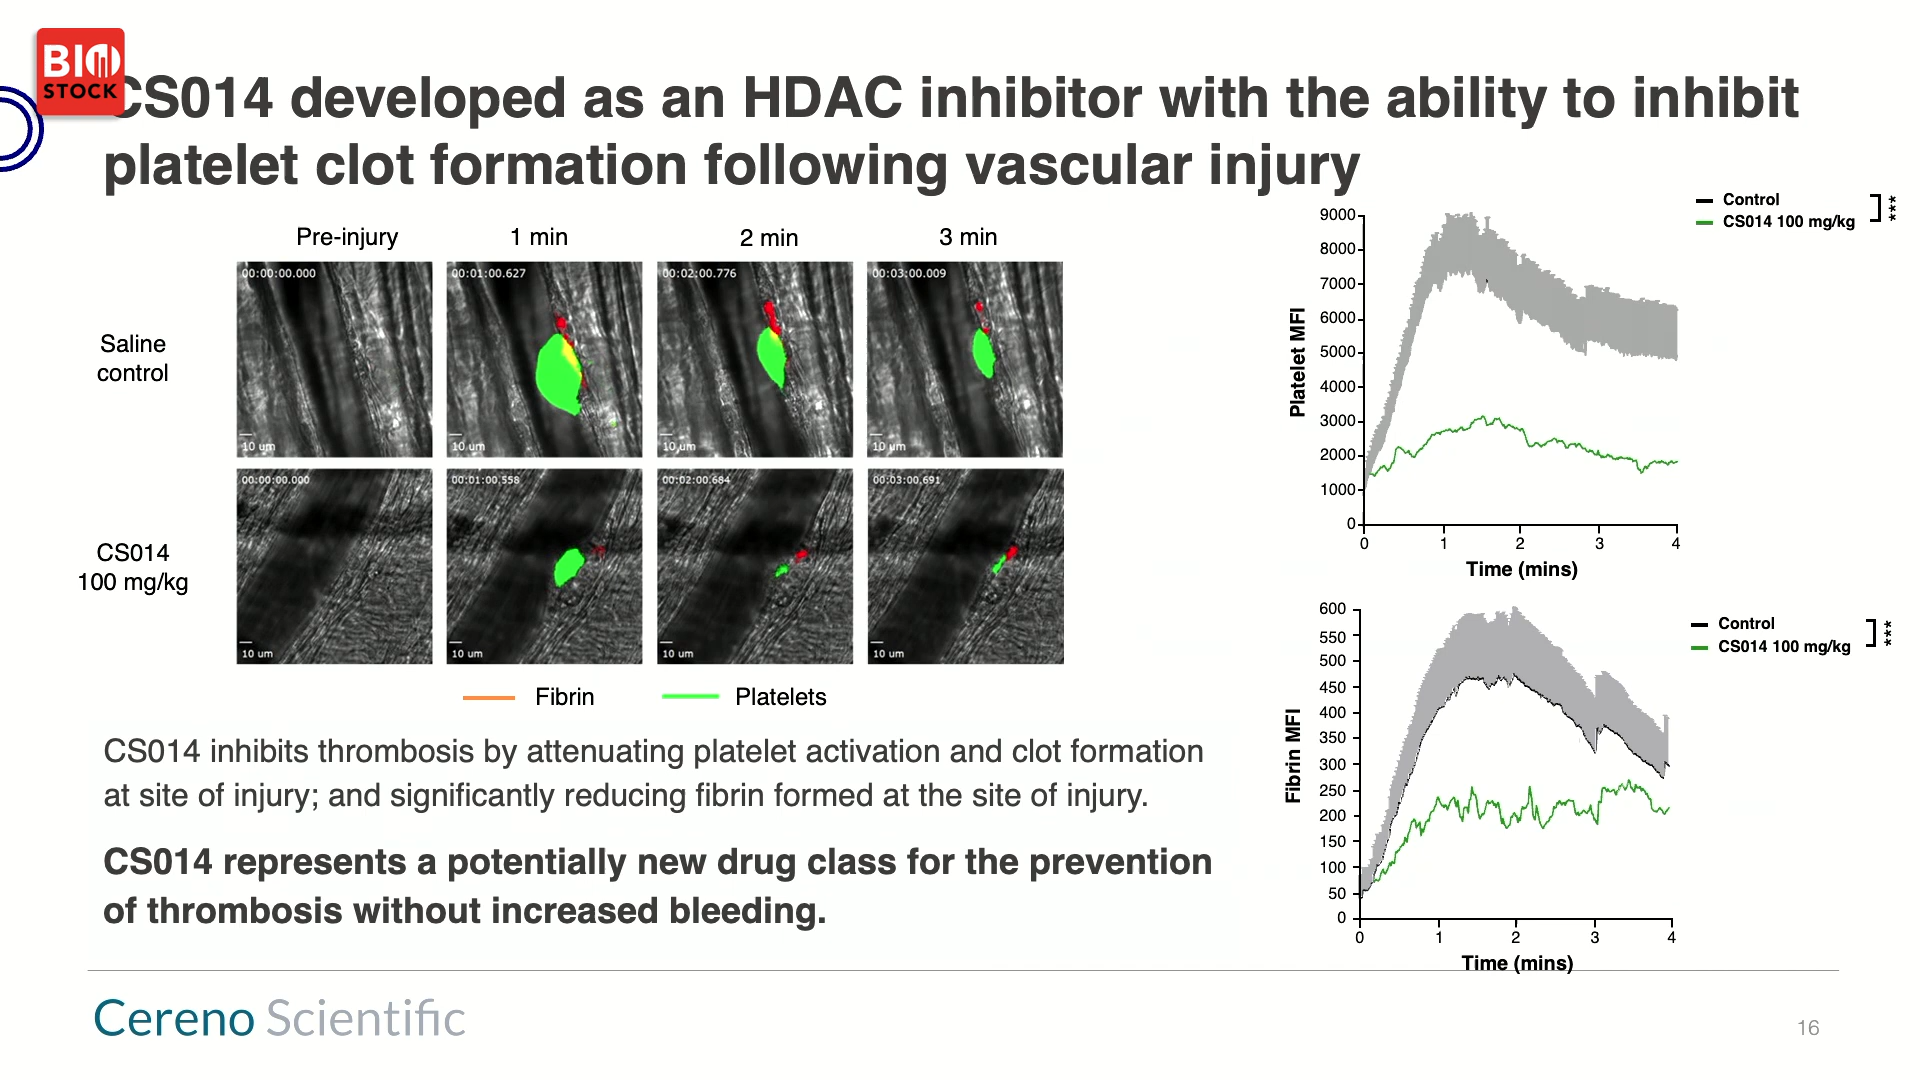 BIO
STOCK
CS014 developed as an HDAC inhibitor with the ability to inhibit
platelet clot formation following vascular injury
Pre-injury
1 min
2 min
3 min
Saline
control
00:00:00.000
10 um
00:01:00.627
10 um
00:02:00.776
10 um
00:03:00.009
10 um
CS014
100 mg/kg
00:00:00.000
10 um
00:01:00.558
10 um
00:02:00.684
10 um
00:03:00.691
10 um
Fibrin
Platelets
CS014 inhibits thrombosis by attenuating platelet activation and clot formation
at site of injury; and significantly reducing fibrin formed at the site of injury.
CS014 represents a potentially new drug class for the prevention
of thrombosis without increased bleeding.
Control
CS014 100 mg/kg
***
Platelet MFI
9000
8000
7000
6000
5000
4000
3000
2000
1000
0
0 1 2 3 4
Time (mins)
Control
CS014 100 mg/kg
***
Fibrin MFI
600
550
500
450
400
350
300
250
200
150
100
50
0
0 1 2 3 4
Time (mins)
Cereno Scientific
16